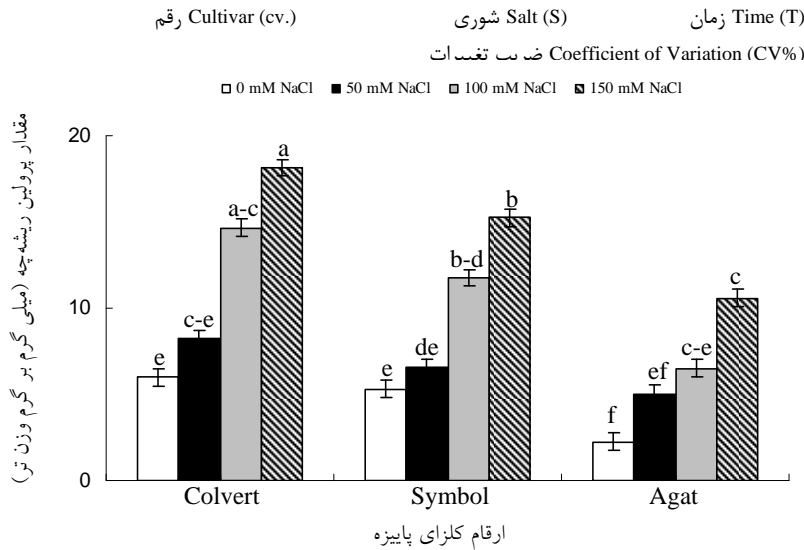 Cultivar (cv.) رقم Salt (S) شوری Time (T) زمان
Coefficient of Variation (CV%) ضریب تغییرات
0 mM NaCl 50 mM NaCl 100 mM NaCl 150 mM NaCl
مقدار پرولین ریشه‌چه (میلی گرم بر گرم وزن تر)
20
10
0
e c-e a-c a
e de b-d b
f ef c-e c
Colvert Symbol Agat
ارقام کلزای پاییزه